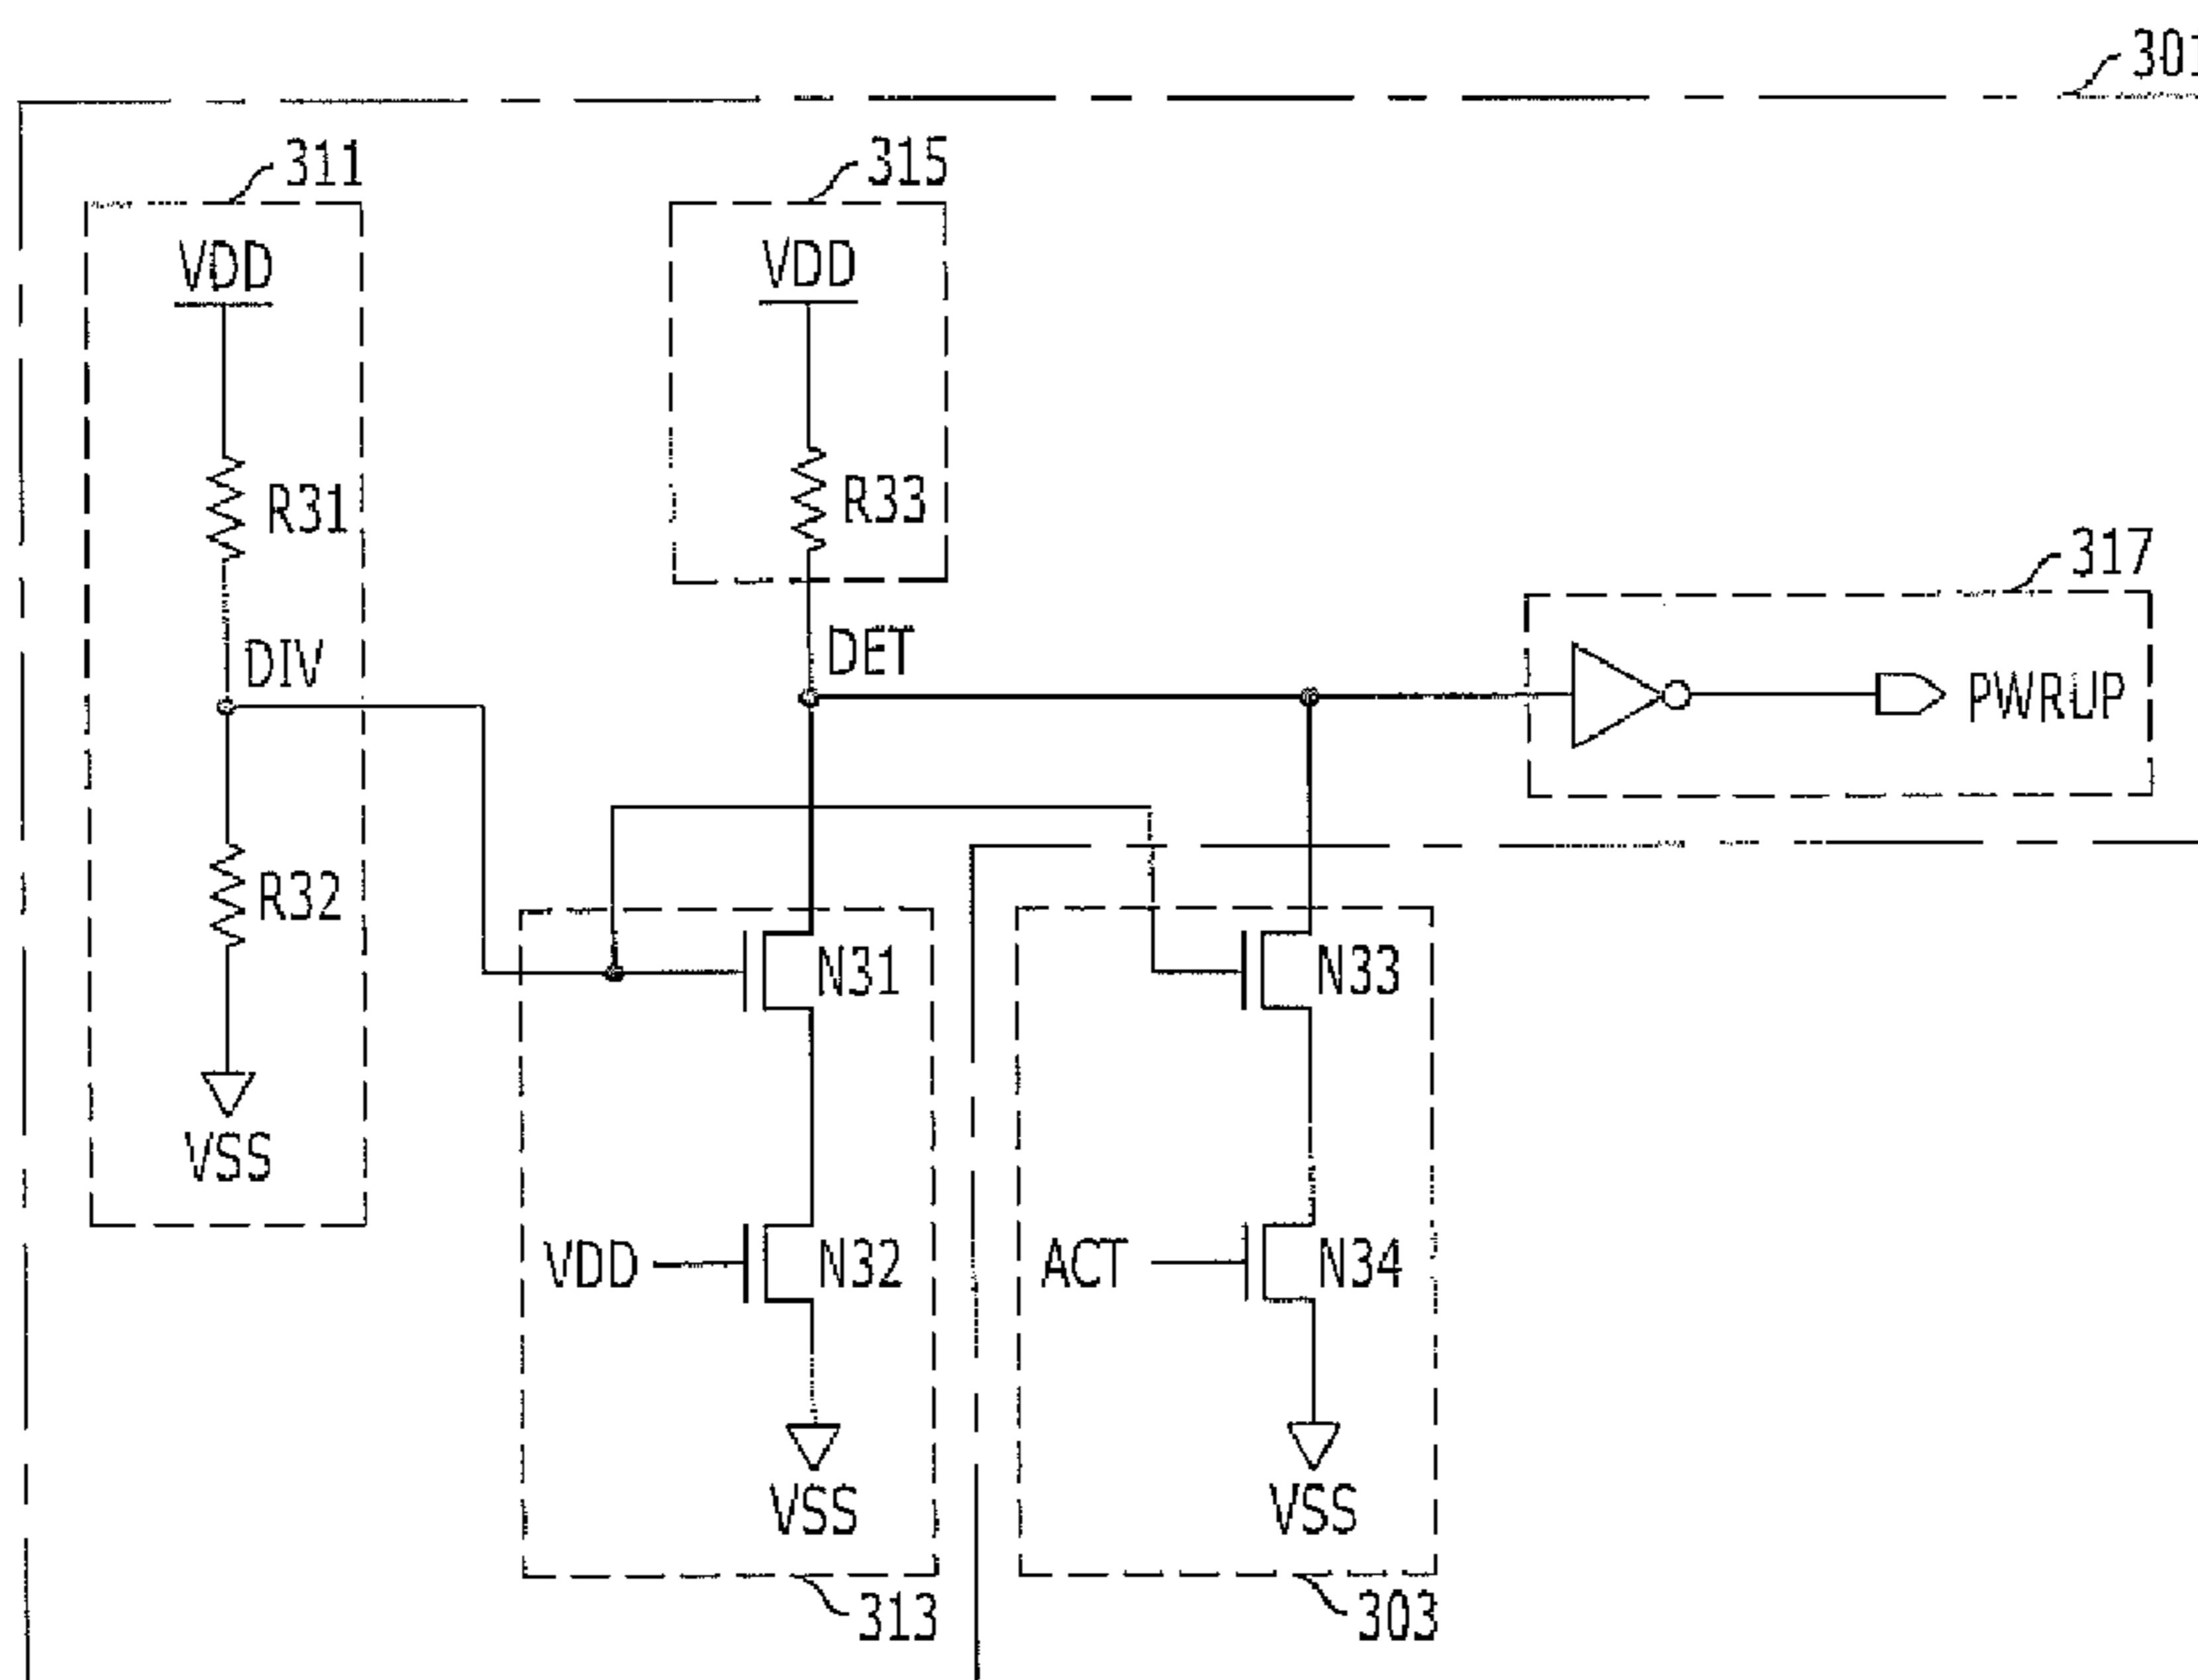 311
315
VDD
VDD
R31
R33
317
DIV
DET
PWRUP
R32
N31
N33
VSS
VDD
N32
ACT
N34
VSS
VSS
313
303